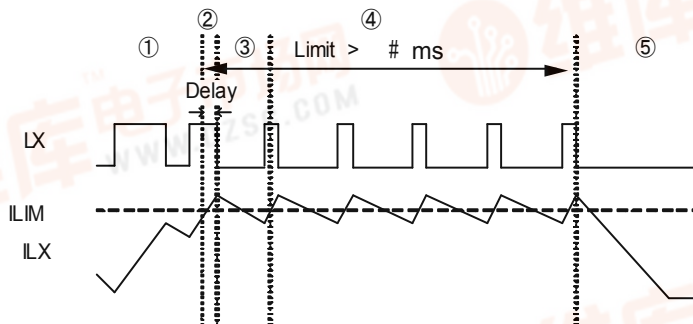 ②
① ③ ④ ⑤
Limit > # ms
Delay
LX
ILIM
ILX